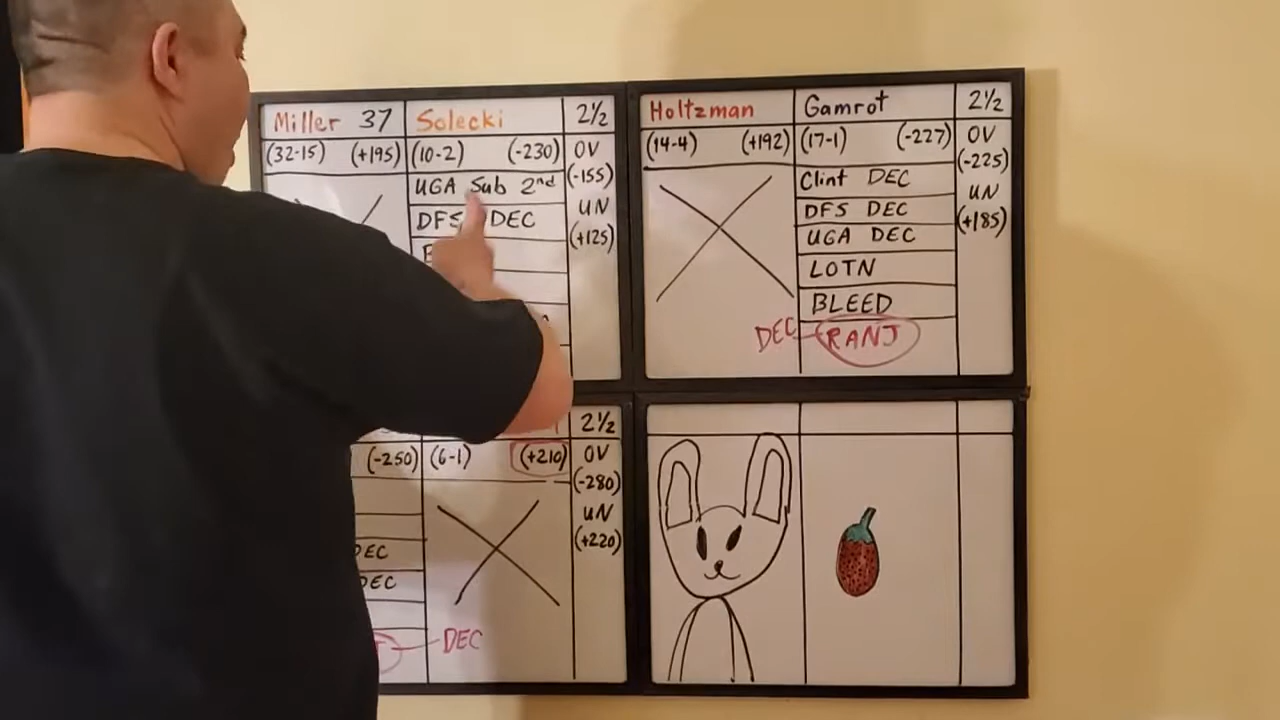 Miller 37 Solecki 2½
(32-15) (+195) (10-2) (-230) OV
(-155)
UN
(+125)
UGA Sub 2nd
DFS DEC
Holtzman Gamrot 2½
(14-4) (+192) (17-1) (-227) OV
(-225)
UN
(+185)
Clint DEC
DFS DEC
UGA DEC
LOTN
BLEED
DEC RANJ
2½
(-250) (6-1) (+210) OV
(-280)
UN
(+220)
DEC
DEC
DEC